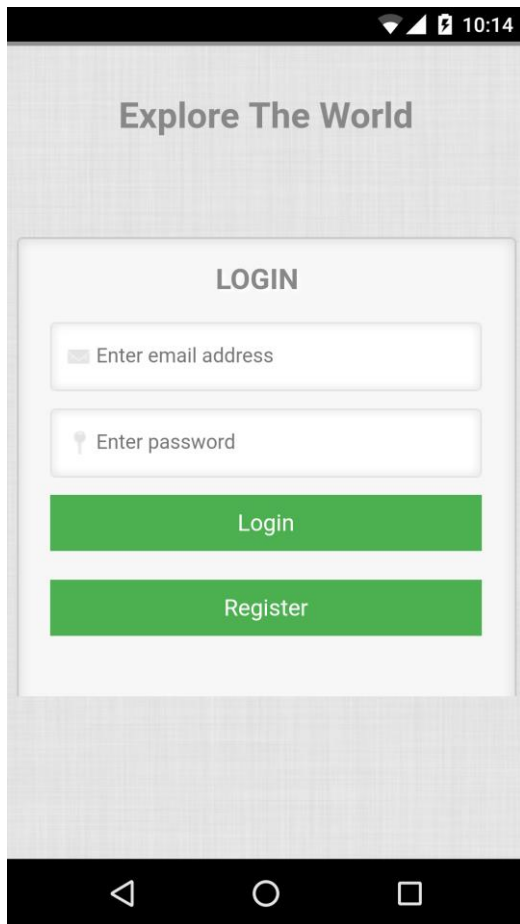 10:14
Explore The World
LOGIN
Enter email address
Enter password
Login
Register